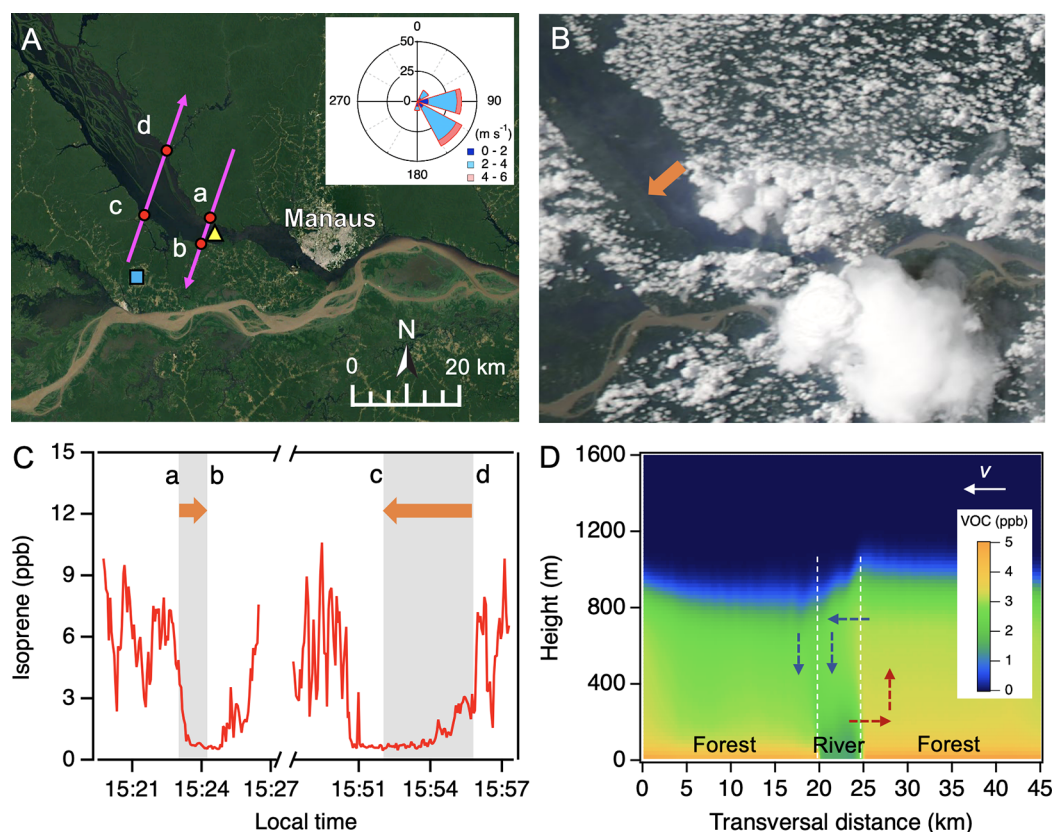 A
d
a
c
b
Manaus
N
0 20 km
0
50
25
0
270
90
180
(m s⁻¹)
0 - 2
2 - 4
4 - 6
B
C
a b c d
Isoprene (ppb)
15
12
9
6
3
0
15:21 15:24 15:27 15:51 15:54 15:57
Local time
D
Height (m)
1600
1200
800
400
0
v
VOC (ppb)
5
4
3
2
1
0
Forest River Forest
0 5 10 15 20 25 30 35 40 45
Transversal distance (km)